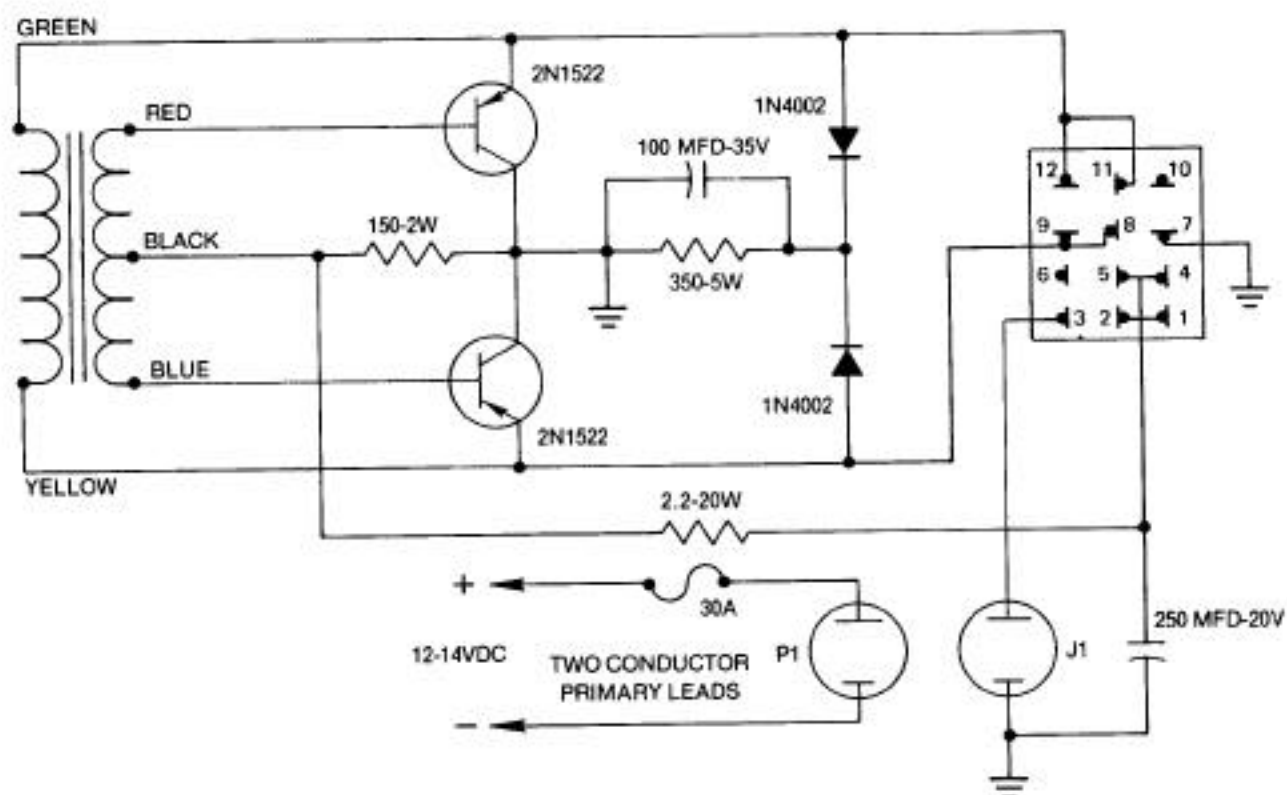 GREEN
2N1522
1N4002
RED
100 MFD-35V
12 11 10
150-2W
9 8 7
BLACK
350-5W
6 5 4
3 2 1
BLUE
1N4002
2N1522
YELLOW
2.2-20W
+
30A
250 MFD-20V
12-14VDC
TWO CONDUCTOR
PRIMARY LEADS
P1
J1
−